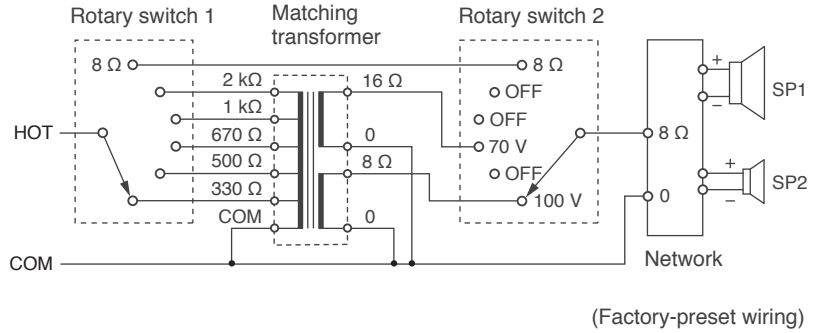 Rotary switch 1
Matching
transformer
Rotary switch 2
8 Ω
8 Ω
2 kΩ
16 Ω
OFF
1 kΩ
OFF
HOT
670 Ω
0
70 V
8 Ω
500 Ω
8 Ω
OFF
330 Ω
100 V
COM
0
0
COM
+
SP1
–
+
SP2
–
Network
(Factory-preset wiring)